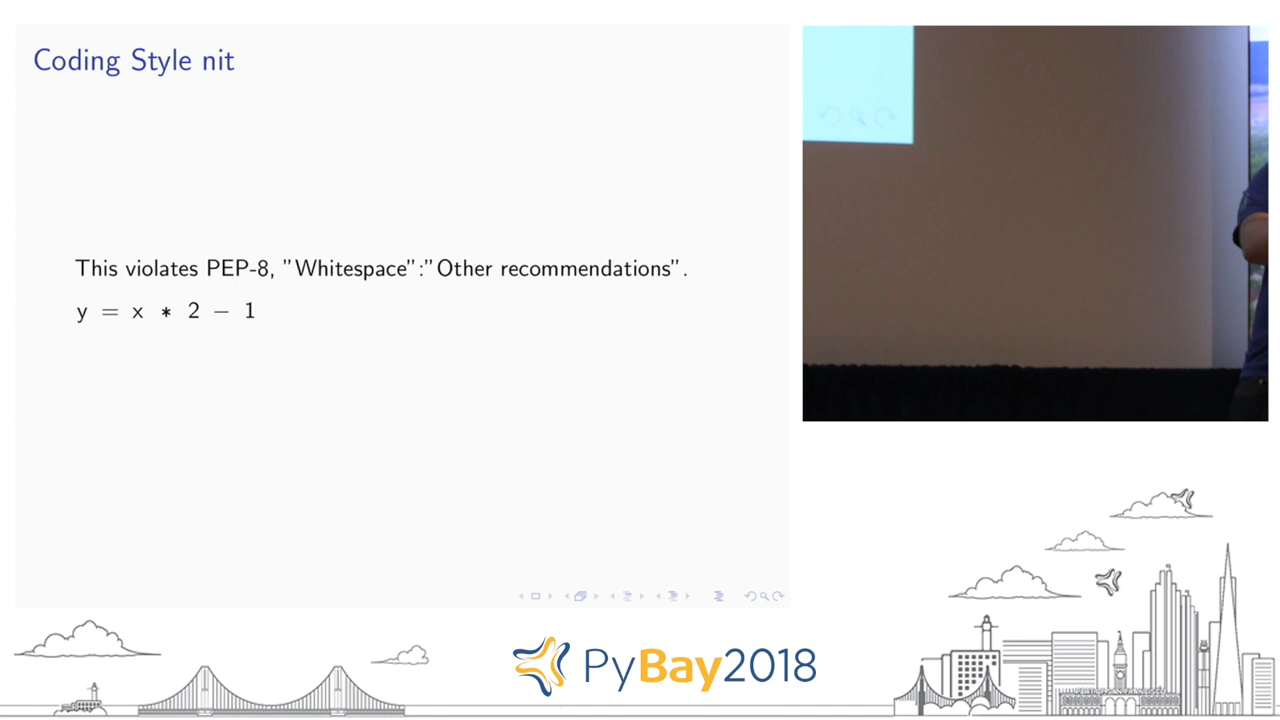 Coding Style nit
This violates PEP-8, ”Whitespace”:”Other recommendations”.
y = x * 2 − 1
PyBay2018